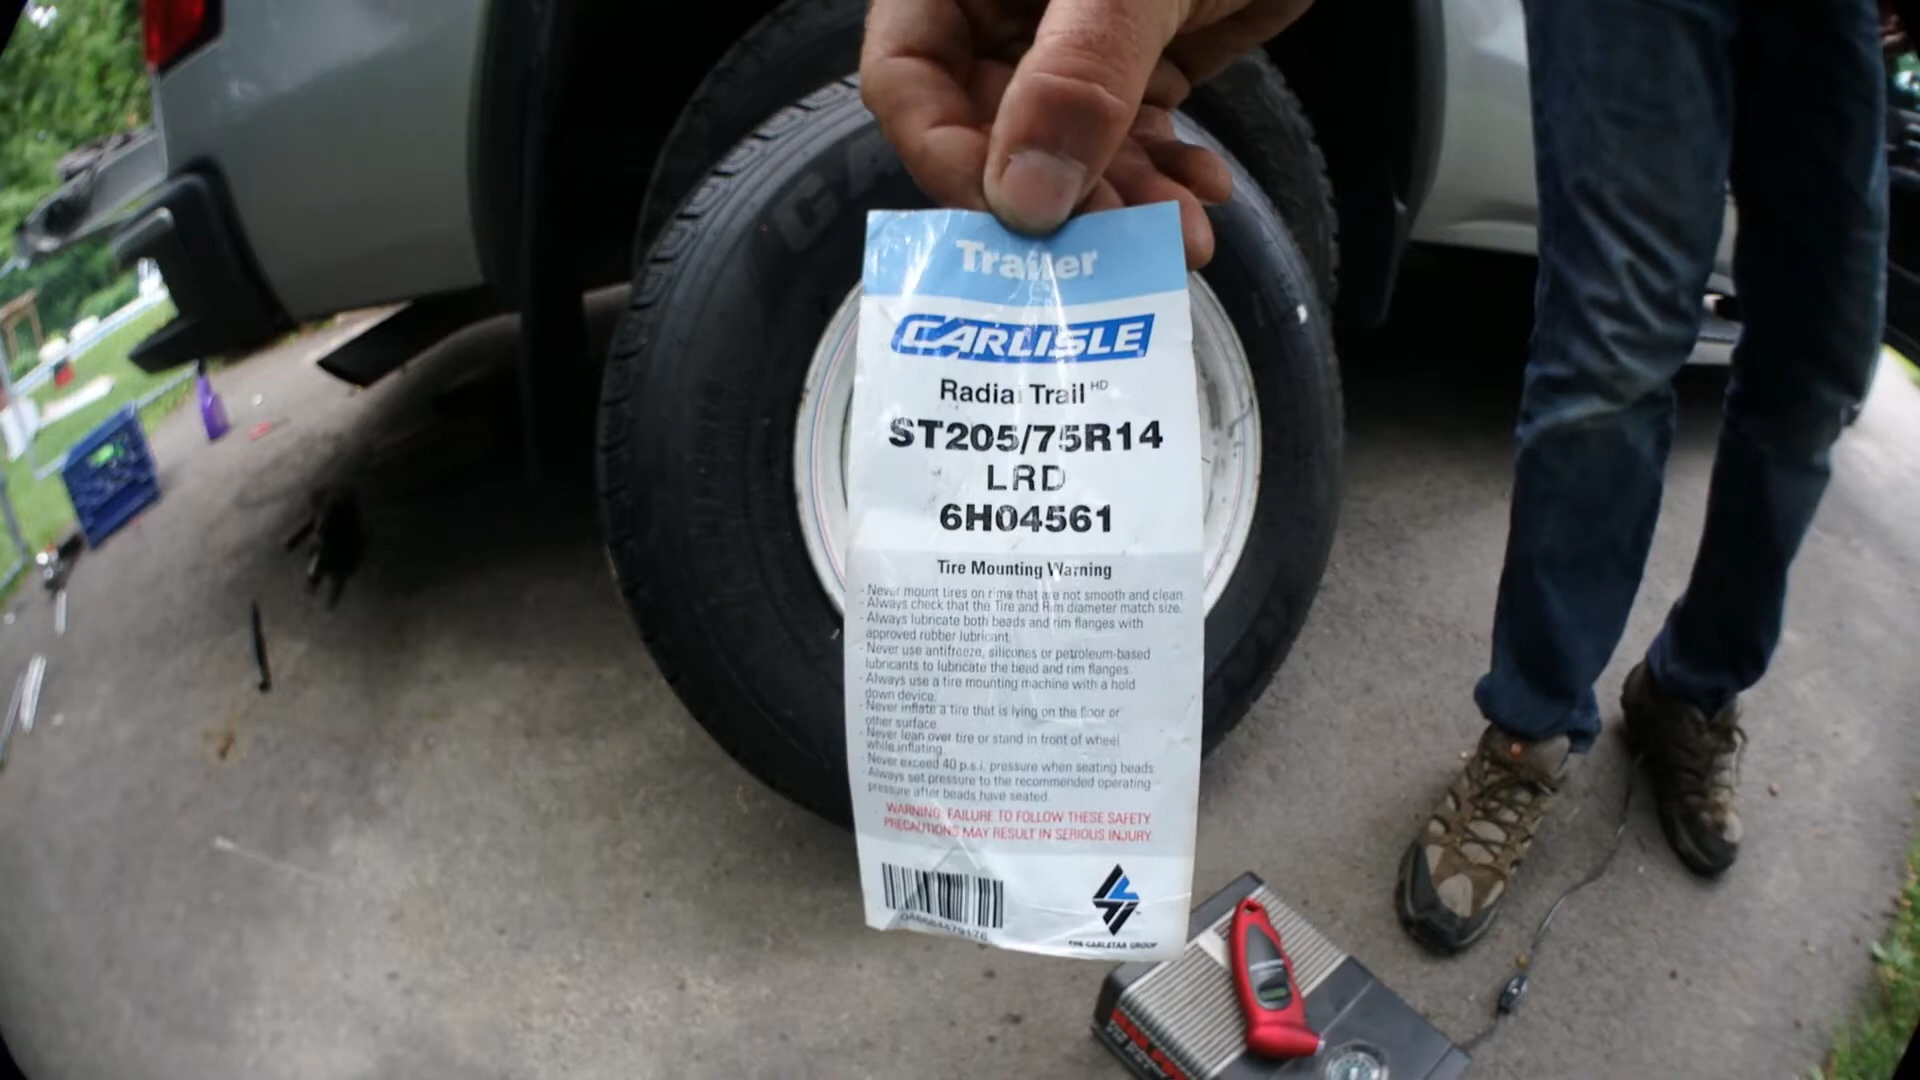 Trailer
CARLISLE
Radial Trail HD
ST205/75R14
LRD
6H04561
Tire Mounting Warning
- Never mount tires on rims that are not smooth and clean.
- Always check that the Tire and Rim diameter match size.
- Always lubricate both beads and rim flanges with
approved rubber lubricant.
- Never use antifreeze, silicones or petroleum-based
lubricants to lubricate the bead and rim flanges.
- Always use a tire mounting machine with a hold
down device.
- Never inflate a tire that is lying on the floor or
other surface.
- Never lean over tire or stand in front of wheel
while inflating.
- Never exceed 40 p.s.i. pressure when seating beads.
- Always set pressure to the recommended operating
pressure after beads have seated.
WARNING: FAILURE TO FOLLOW THESE SAFETY
PRECAUTIONS MAY RESULT IN SERIOUS INJURY.
THE CARLSTAR GROUP